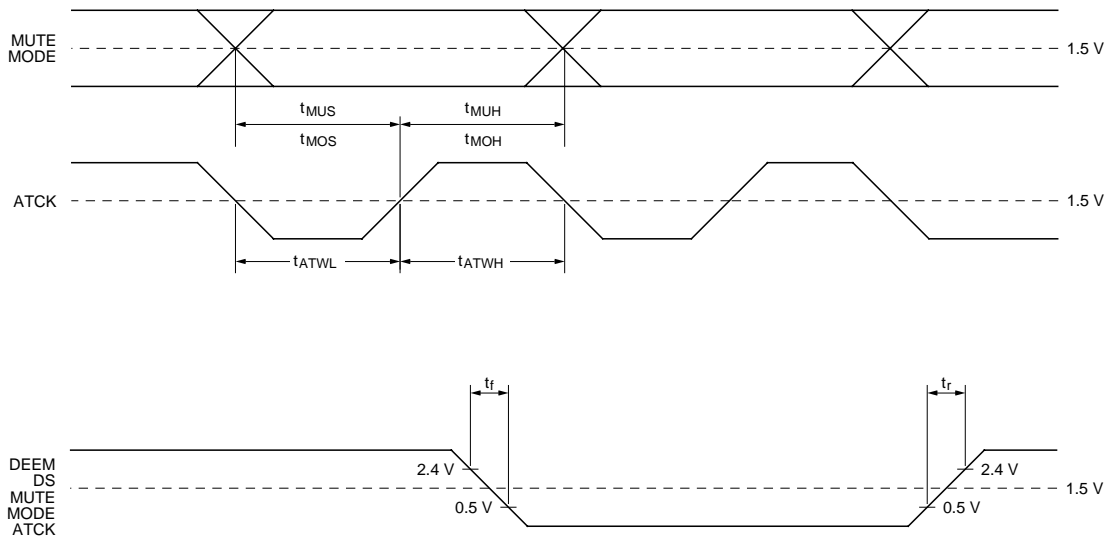 MUTE
MODE
1.5 V
tMUS
tMUH
tMOS
tMOH
ATCK
1.5 V
tATWL
tATWH
tf
tr
DEEM
DS
MUTE
MODE
ATCK
2.4 V
2.4 V
1.5 V
0.5 V
0.5 V